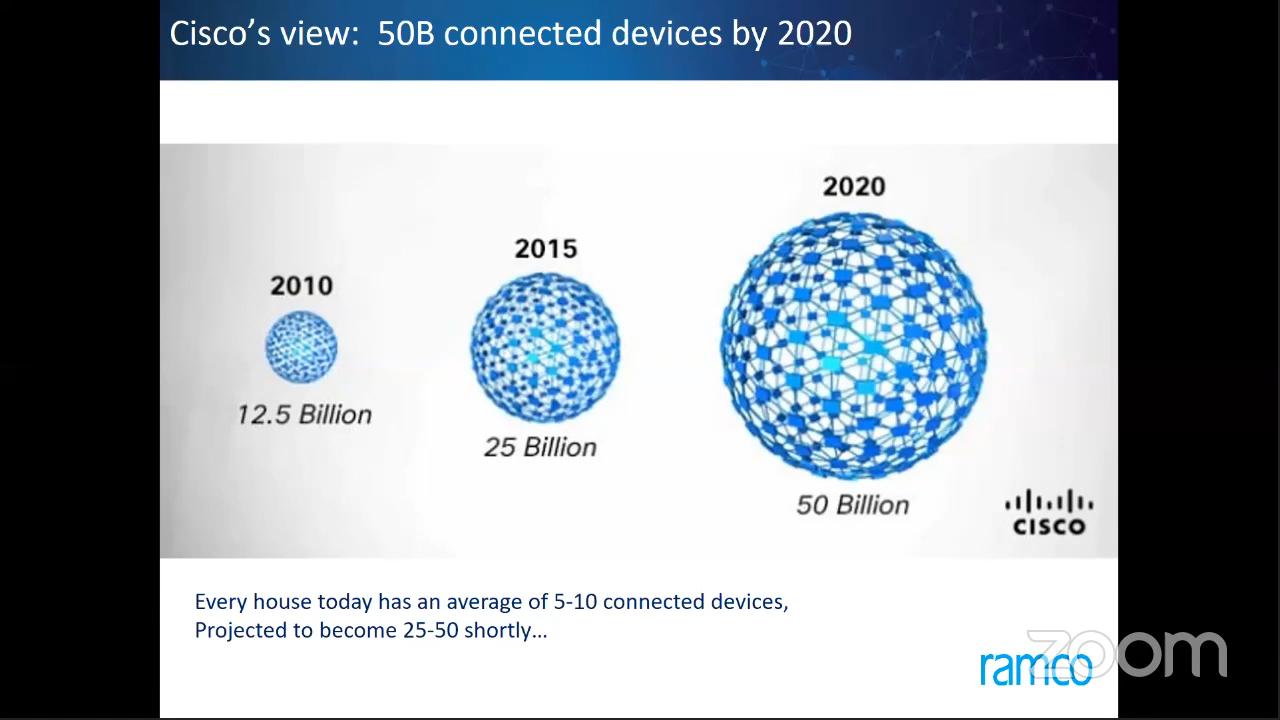 Cisco's view:  50B connected devices by 2020
2010
12.5 Billion
2015
25 Billion
2020
50 Billion
CISCO
Every house today has an average of 5-10 connected devices,
Projected to become 25-50 shortly…
ramco
zoom